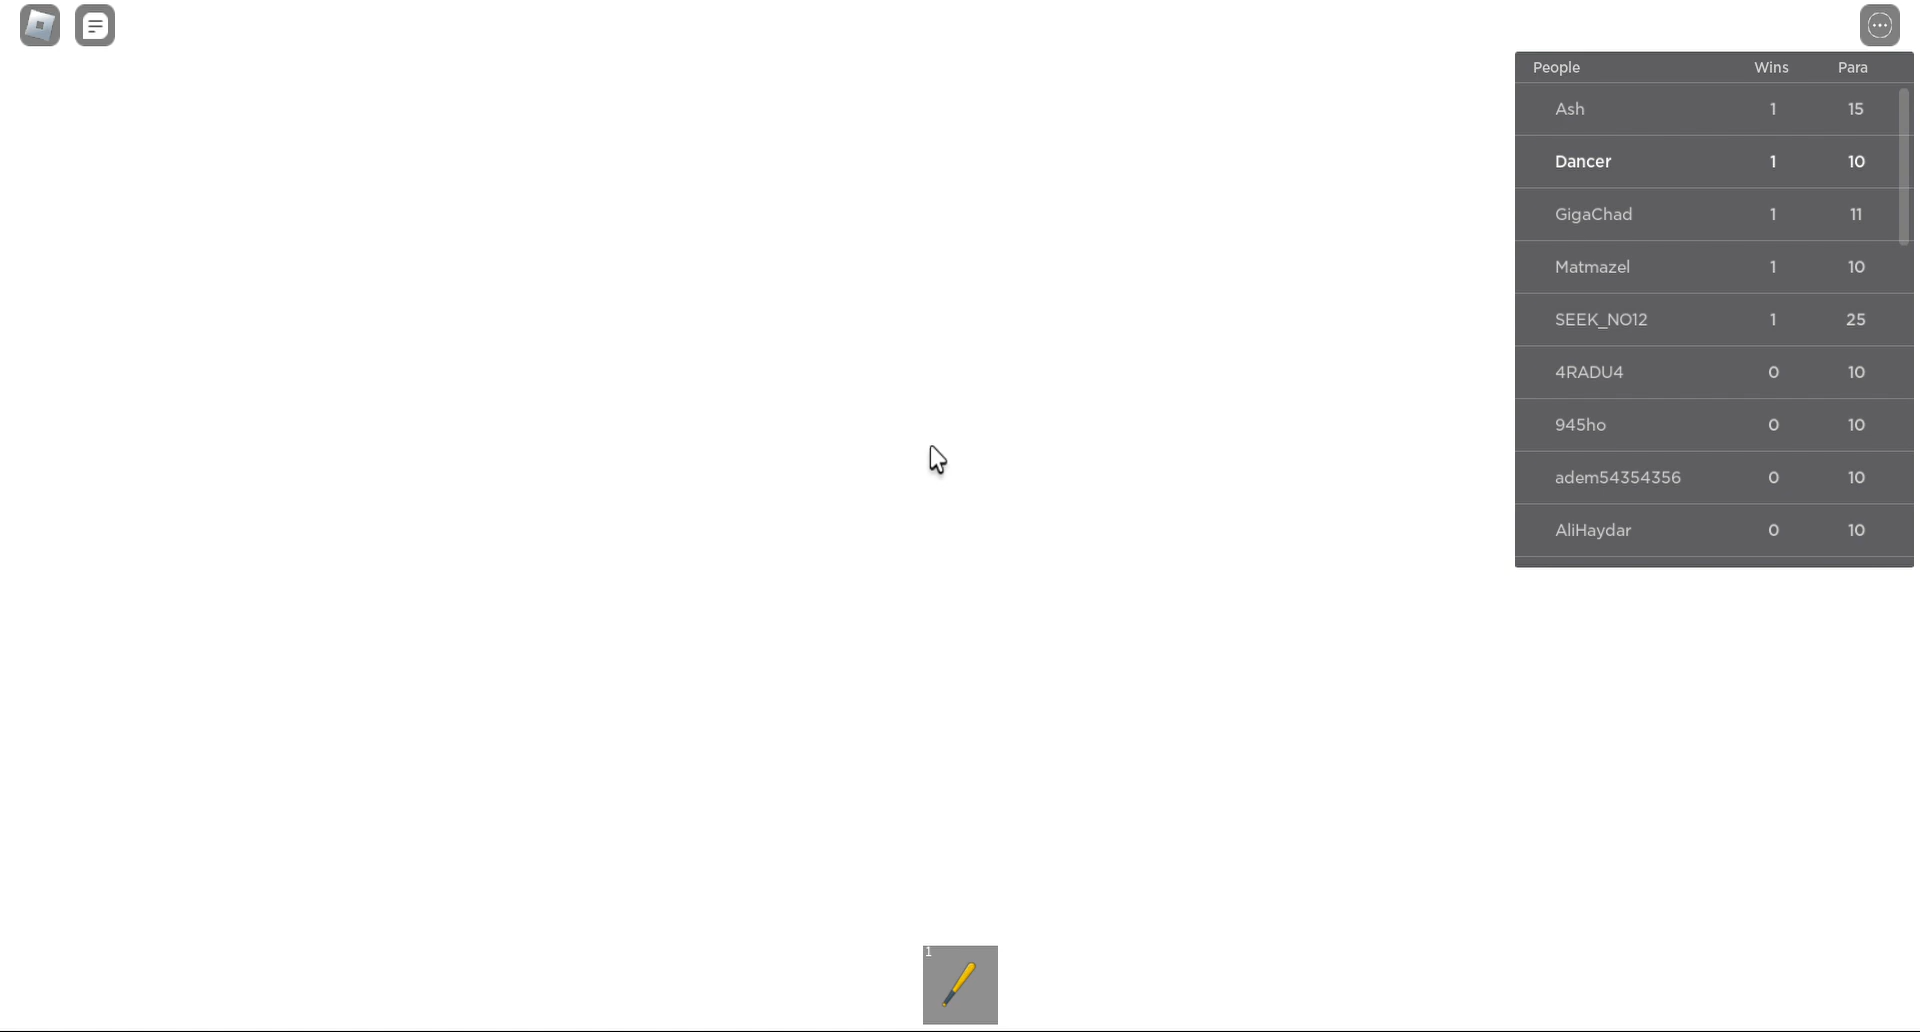 People Wins Para
Ash 1 15
Dancer 1 10
GigaChad 1 11
Matmazel 1 10
SEEK_NO12 1 25
4RADU4 0 10
945ho 0 10
adem54354356 0 10
AliHaydar 0 10
1